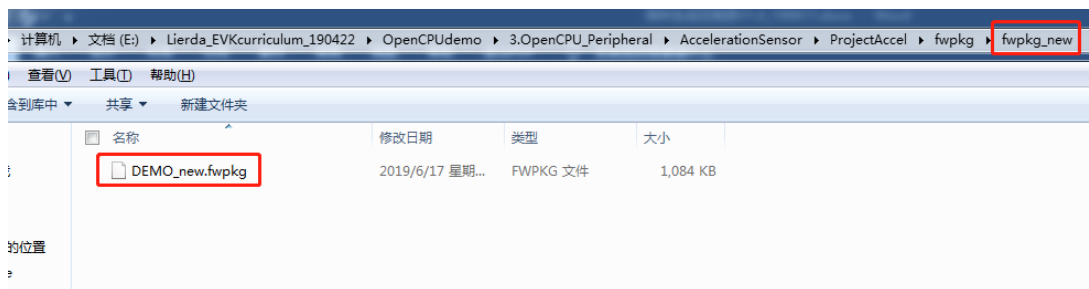 计算机 ▸ 文档 (E:) ▸ Lierda_EVKcurriculum_190422 ▸ OpenCPUdemo ▸ 3.OpenCPU_Peripheral ▸ AccelerationSensor ▸ ProjectAccel ▸ fwpkg ▸ fwpkg_new
查看(V) 工具(T) 帮助(H)
含到库中 ▾ 共享 ▾ 新建文件夹
名称 修改日期 类型 大小
DEMO_new.fwpkg 2019/6/17 星期... FWPKG 文件 1,084 KB
的位置